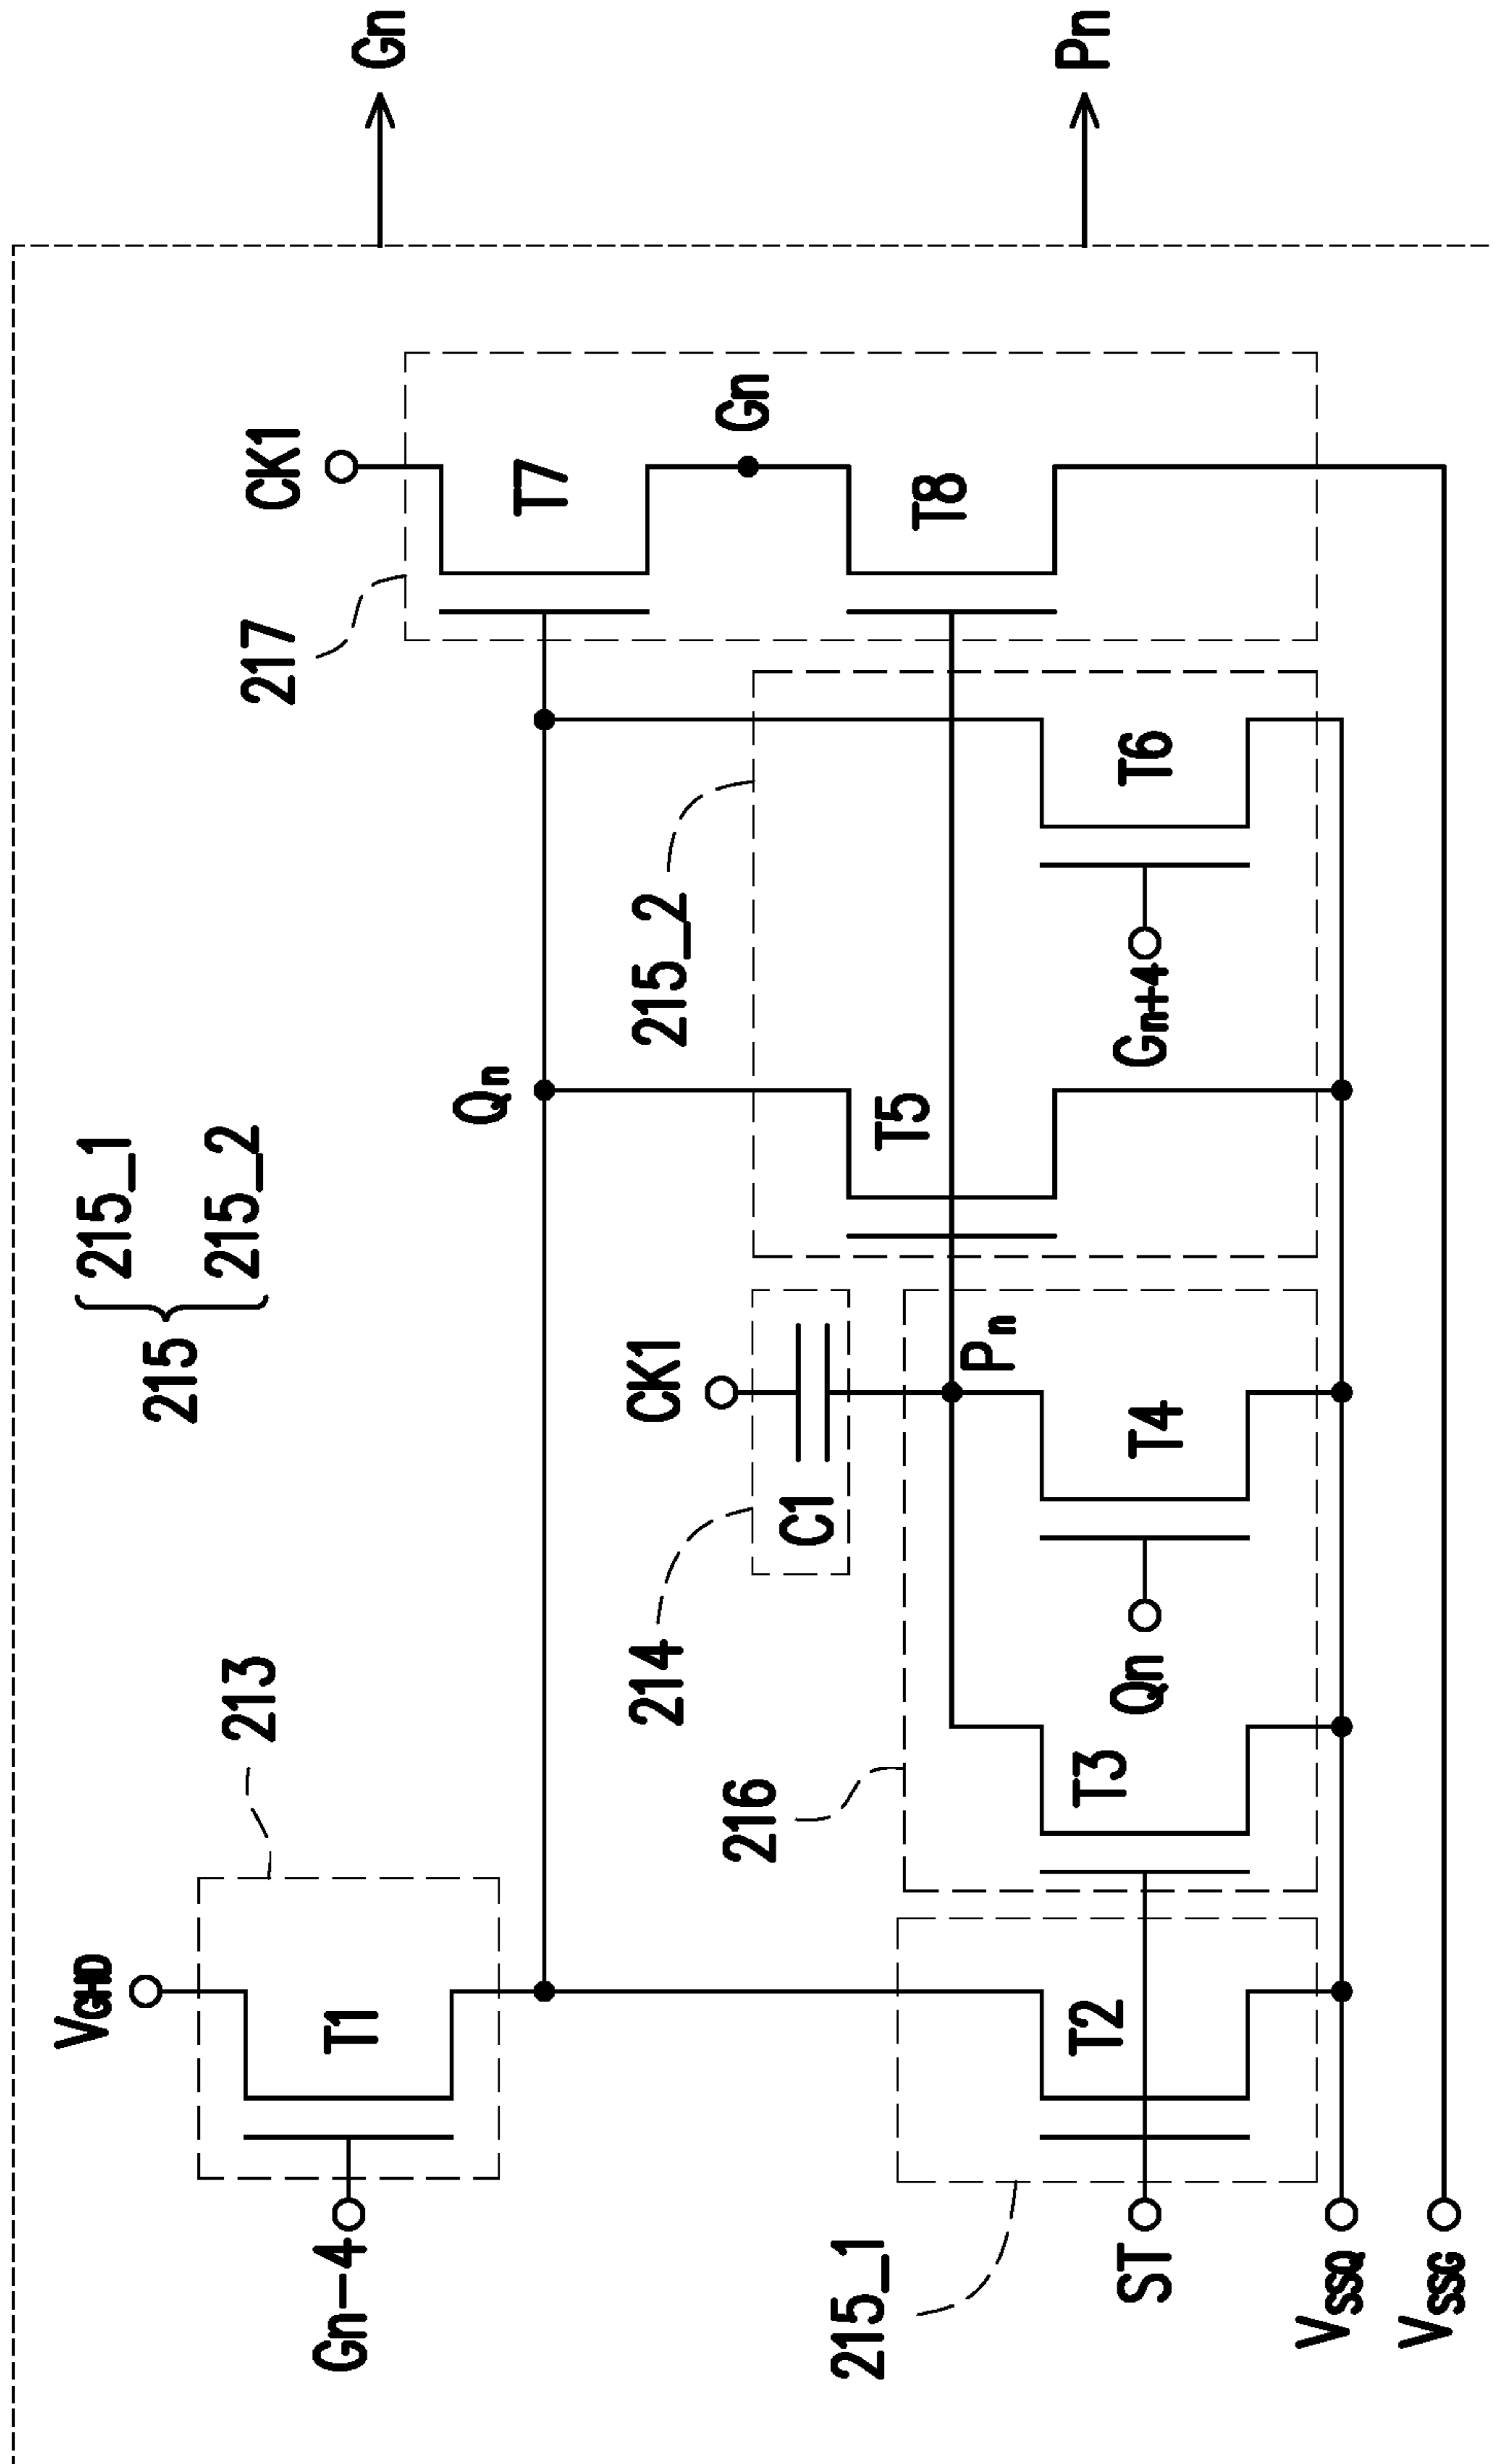 215
215_1
215_2
VGHD
213
Gn-4
T1
Qn
CK1
217
T7
Gn
Gn
CK1
214
C1
215_2
T5
T8
Pn
216
215_1
T2
T3
Qn
T4
Gn+4
T6
ST
VSSQ
VSSG
Pn